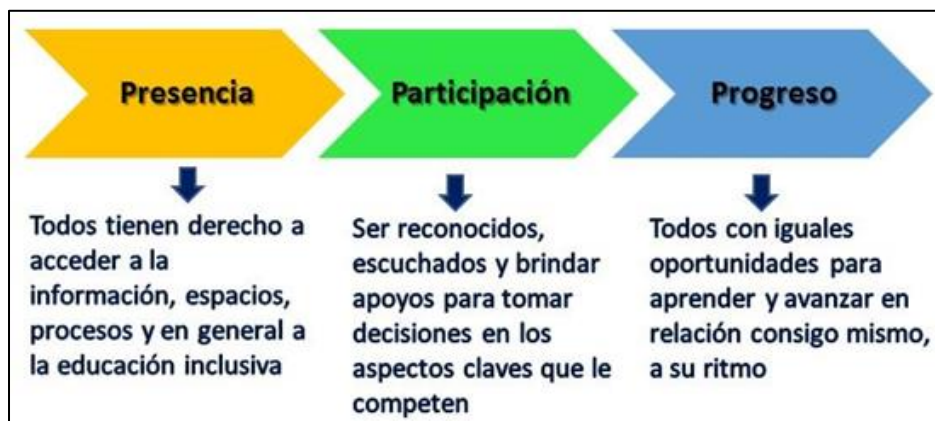 Presencia
Participación
Progreso
Todos tienen derecho a
acceder a la
información, espacios,
procesos y en general a
la educación inclusiva
Ser reconocidos,
escuchados y brindar
apoyos para tomar
decisiones en los
aspectos claves que le
competen
Todos con iguales
oportunidades para
aprender y avanzar en
relación consigo mismo,
a su ritmo